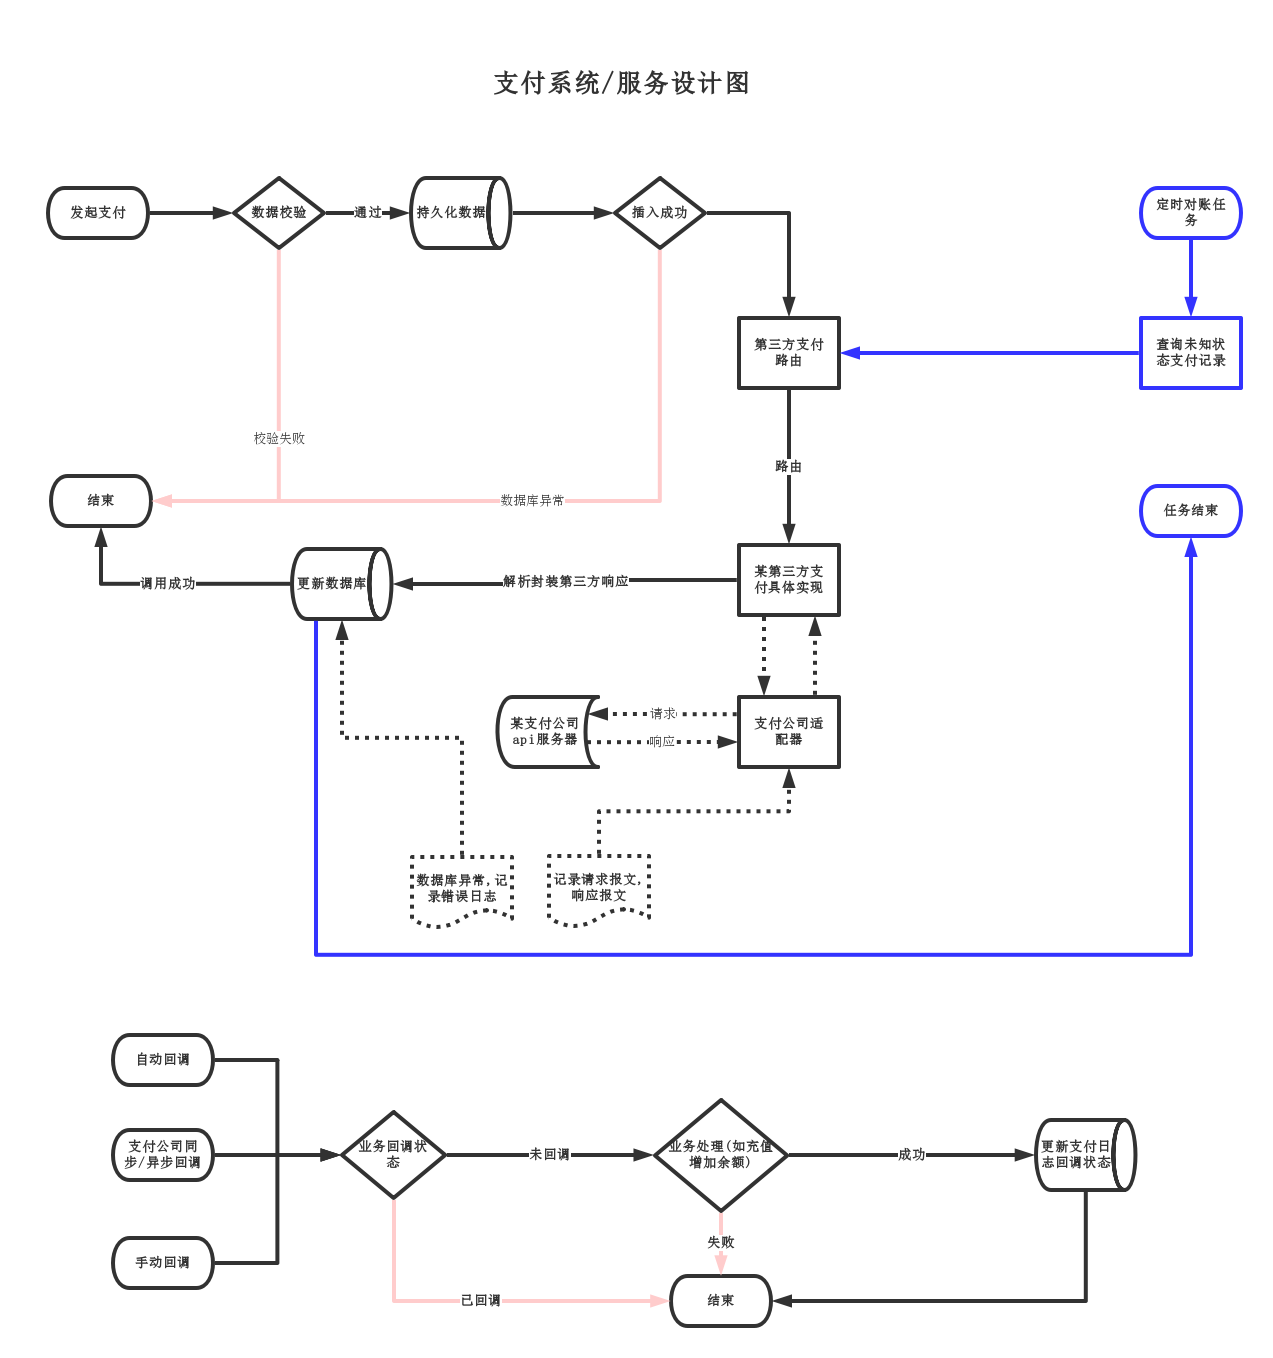 支付系统/服务设计图
发起支付
数据校验
通过
持久化数据
插入成功
定时对账任
务
第三方支付
路由
查询未知状
态支付记录
校验失败
路由
结束
数据库异常
任务结束
调用成功
更新数据库
解析封装第三方响应
某第三方支
付具体实现
某支付公司
api服务器
请求
响应
支付公司适
配器
数据库异常,记
录错误日志
记录请求报文,
响应报文
自动回调
支付公司同
步/异步回调
手动回调
业务回调状
态
未回调
业务处理(如充值
增加余额)
成功
更新支付日
志回调状态
失败
已回调
结束